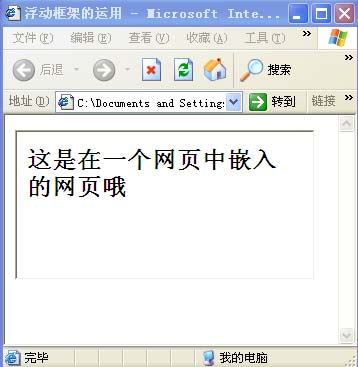 浮动框架的运用 - Microsoft Inte...
文件(F) 编辑(E) 查看(V) 收藏(A) 工具(T) »
后退 搜索 »
地址(D) C:\Documents and Setting: 转到 链接 »
这是在一个网页中嵌入
的网页哦
完毕 我的电脑